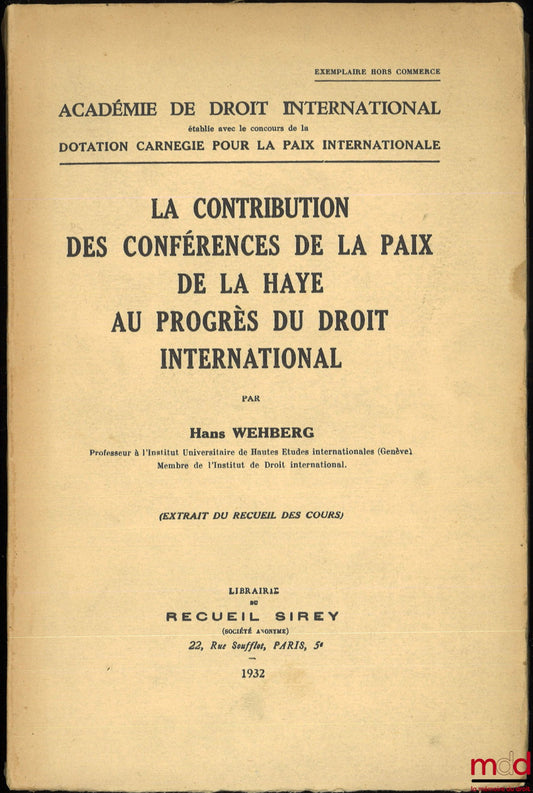 EXEMPLAIRE HORS COMMERCE
ACADÉMIE DE DROIT INTERNATIONAL
établie avec le concours de la
DOTATION CARNEGIE POUR LA PAIX INTERNATIONALE
LA CONTRIBUTION
DES CONFÉRENCES DE LA PAIX
DE LA HAYE
AU PROGRÈS DU DROIT
INTERNATIONAL
PAR
Hans WEHBERG
Professeur à l'Institut Universitaire de Hautes Etudes internationales (Genève)
Membre de l'Institut de Droit international.
(EXTRAIT DU RECUEIL DES COURS)
LIBRAIRIE
DU
RECUEIL SIREY
(SOCIÉTÉ ANONYME)
22, Rue Soufflot, PARIS, 5e
1932
mdd